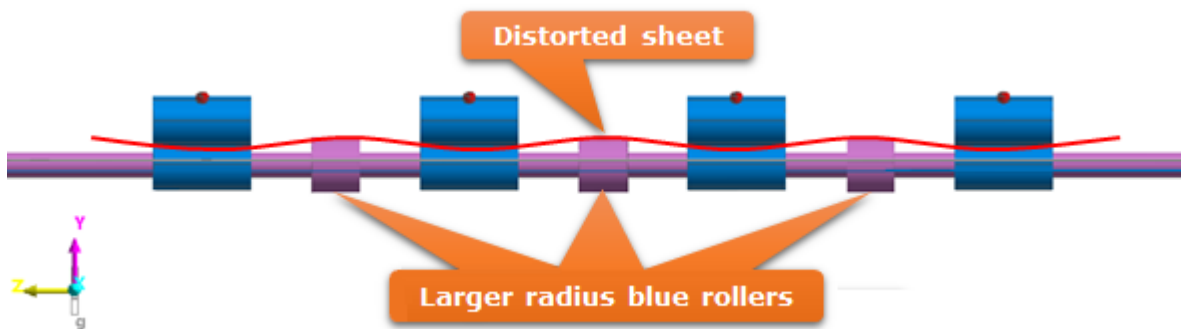 Distorted sheet
Y
Z
X
g
Larger radius blue rollers